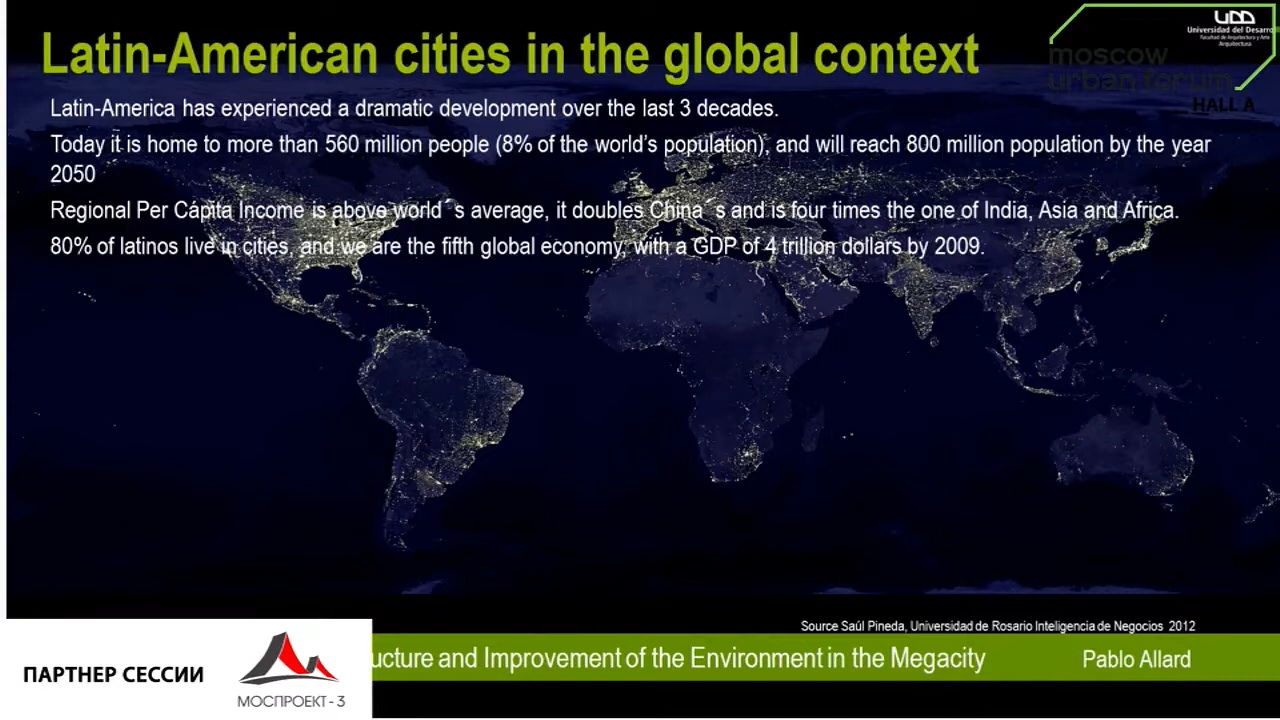 Latin-American cities in the global context
UDD
Universidad del Desarro
Facultad de Arquitectura y Arte
Arquitectura
moscow
urban forum
HALL A
Latin-America has experienced a dramatic development over the last 3 decades.
Today it is home to more than 560 million people (8% of the world’s population), and will reach 800 million population by the year
2050
Regional Per Cápita Income is above world´s average, it doubles China´s and is four times the one of India, Asia and Africa.
80% of latinos live in cities, and we are the fifth global economy, with a GDP of 4 trillion dollars by 2009.
Source Saúl Pineda, Universidad de Rosario Inteligencia de Negocios 2012
ucture and Improvement of the Environment in the Megacity
Pablo Allard
ПАРТНЕР СЕССИИ
МОСПРОЕКТ-3